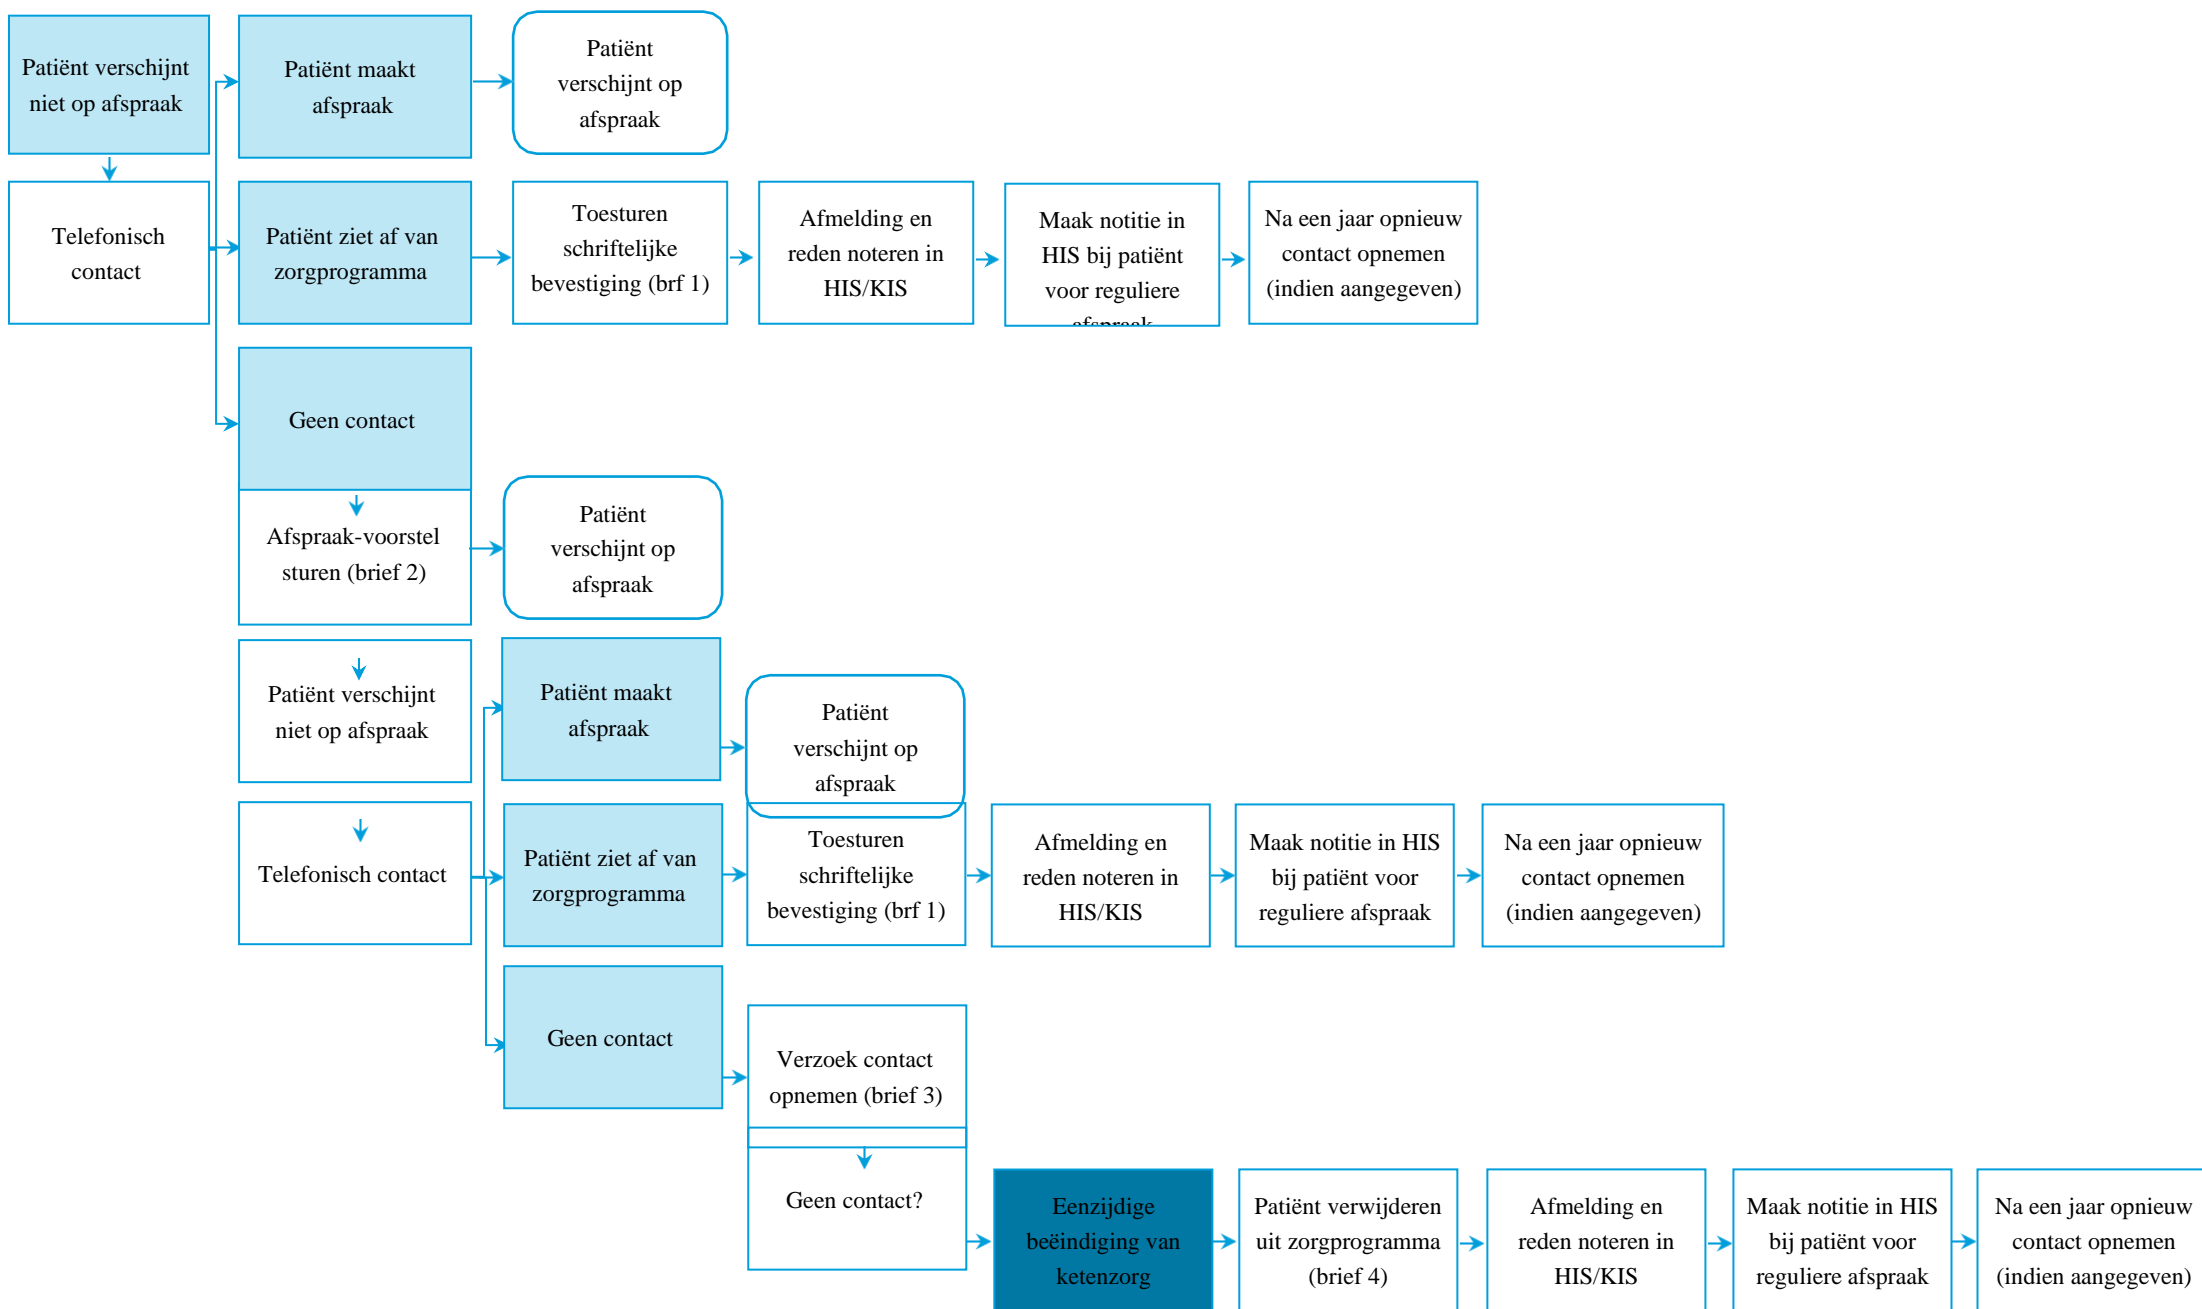 Patiënt verschijnt
niet op afspraak
Patiënt maakt
afspraak
Patiënt
verschijnt op
afspraak
Telefonisch
contact
Patiënt ziet af van
zorgprogramma
Toesturen
schriftelijke
bevestiging (brf 1)
Afmelding en
reden noteren in
HIS/KIS
Maak notitie in
HIS bij patiënt
voor reguliere
afspraak
Na een jaar opnieuw
contact opnemen
(indien aangegeven)
Geen contact
Afspraak-voorstel
sturen (brief 2)
Patiënt
verschijnt op
afspraak
Patiënt verschijnt
niet op afspraak
Patiënt maakt
afspraak
Patiënt
verschijnt op
afspraak
Telefonisch contact
Patiënt ziet af van
zorgprogramma
Toesturen
schriftelijke
bevestiging (brf 1)
Afmelding en
reden noteren in
HIS/KIS
Maak notitie in HIS
bij patiënt voor
reguliere afspraak
Na een jaar opnieuw
contact opnemen
(indien aangegeven)
Geen contact
Verzoek contact
opnemen (brief 3)
Geen contact?
Eenzijdige
beëindiging van
ketenzorg
Patiënt verwijderen
uit zorgprogramma
(brief 4)
Afmelding en
reden noteren in
HIS/KIS
Maak notitie in HIS
bij patiënt voor
reguliere afspraak
Na een jaar opnieuw
contact opnemen
(indien aangegeven)